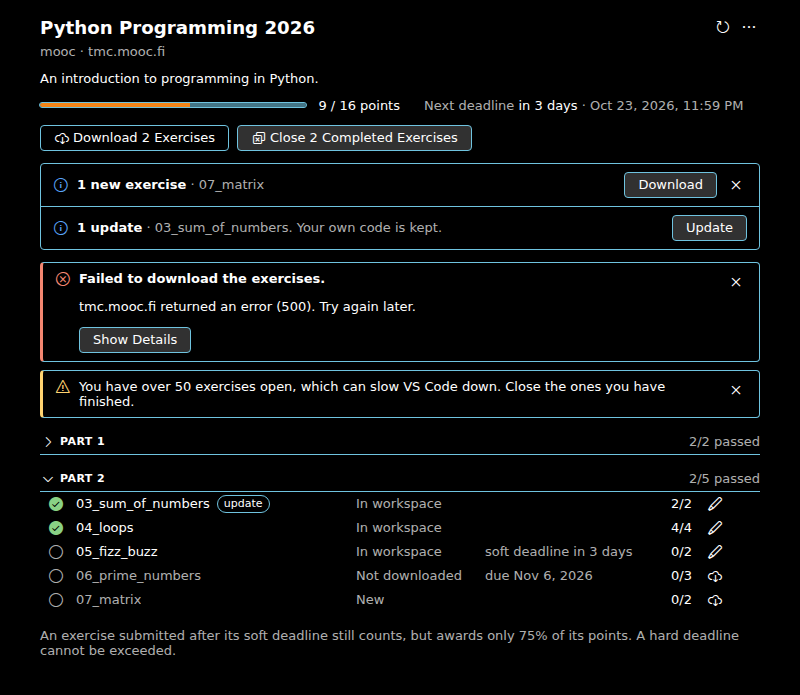 Python Programming 2026
mooc · tmc.mooc.fi
An introduction to programming in Python.
9 / 16 points Next deadline in 3 days · Oct 23, 2026, 11:59 PM
Download 2 Exercises Close 2 Completed Exercises
1 new exercise · 07_matrix Download
1 update · 03_sum_of_numbers. Your own code is kept. Update
Failed to download the exercises.
tmc.mooc.fi returned an error (500). Try again later.
Show Details
You have over 50 exercises open, which can slow VS Code down. Close the ones you have
finished.
PART 1 2/2 passed
PART 2 2/5 passed
03_sum_of_numbers update In workspace 2/2
04_loops In workspace 4/4
05_fizz_buzz In workspace soft deadline in 3 days 0/2
06_prime_numbers Not downloaded due Nov 6, 2026 0/3
07_matrix New 0/2
An exercise submitted after its soft deadline still counts, but awards only 75% of its points. A hard deadline
cannot be exceeded.